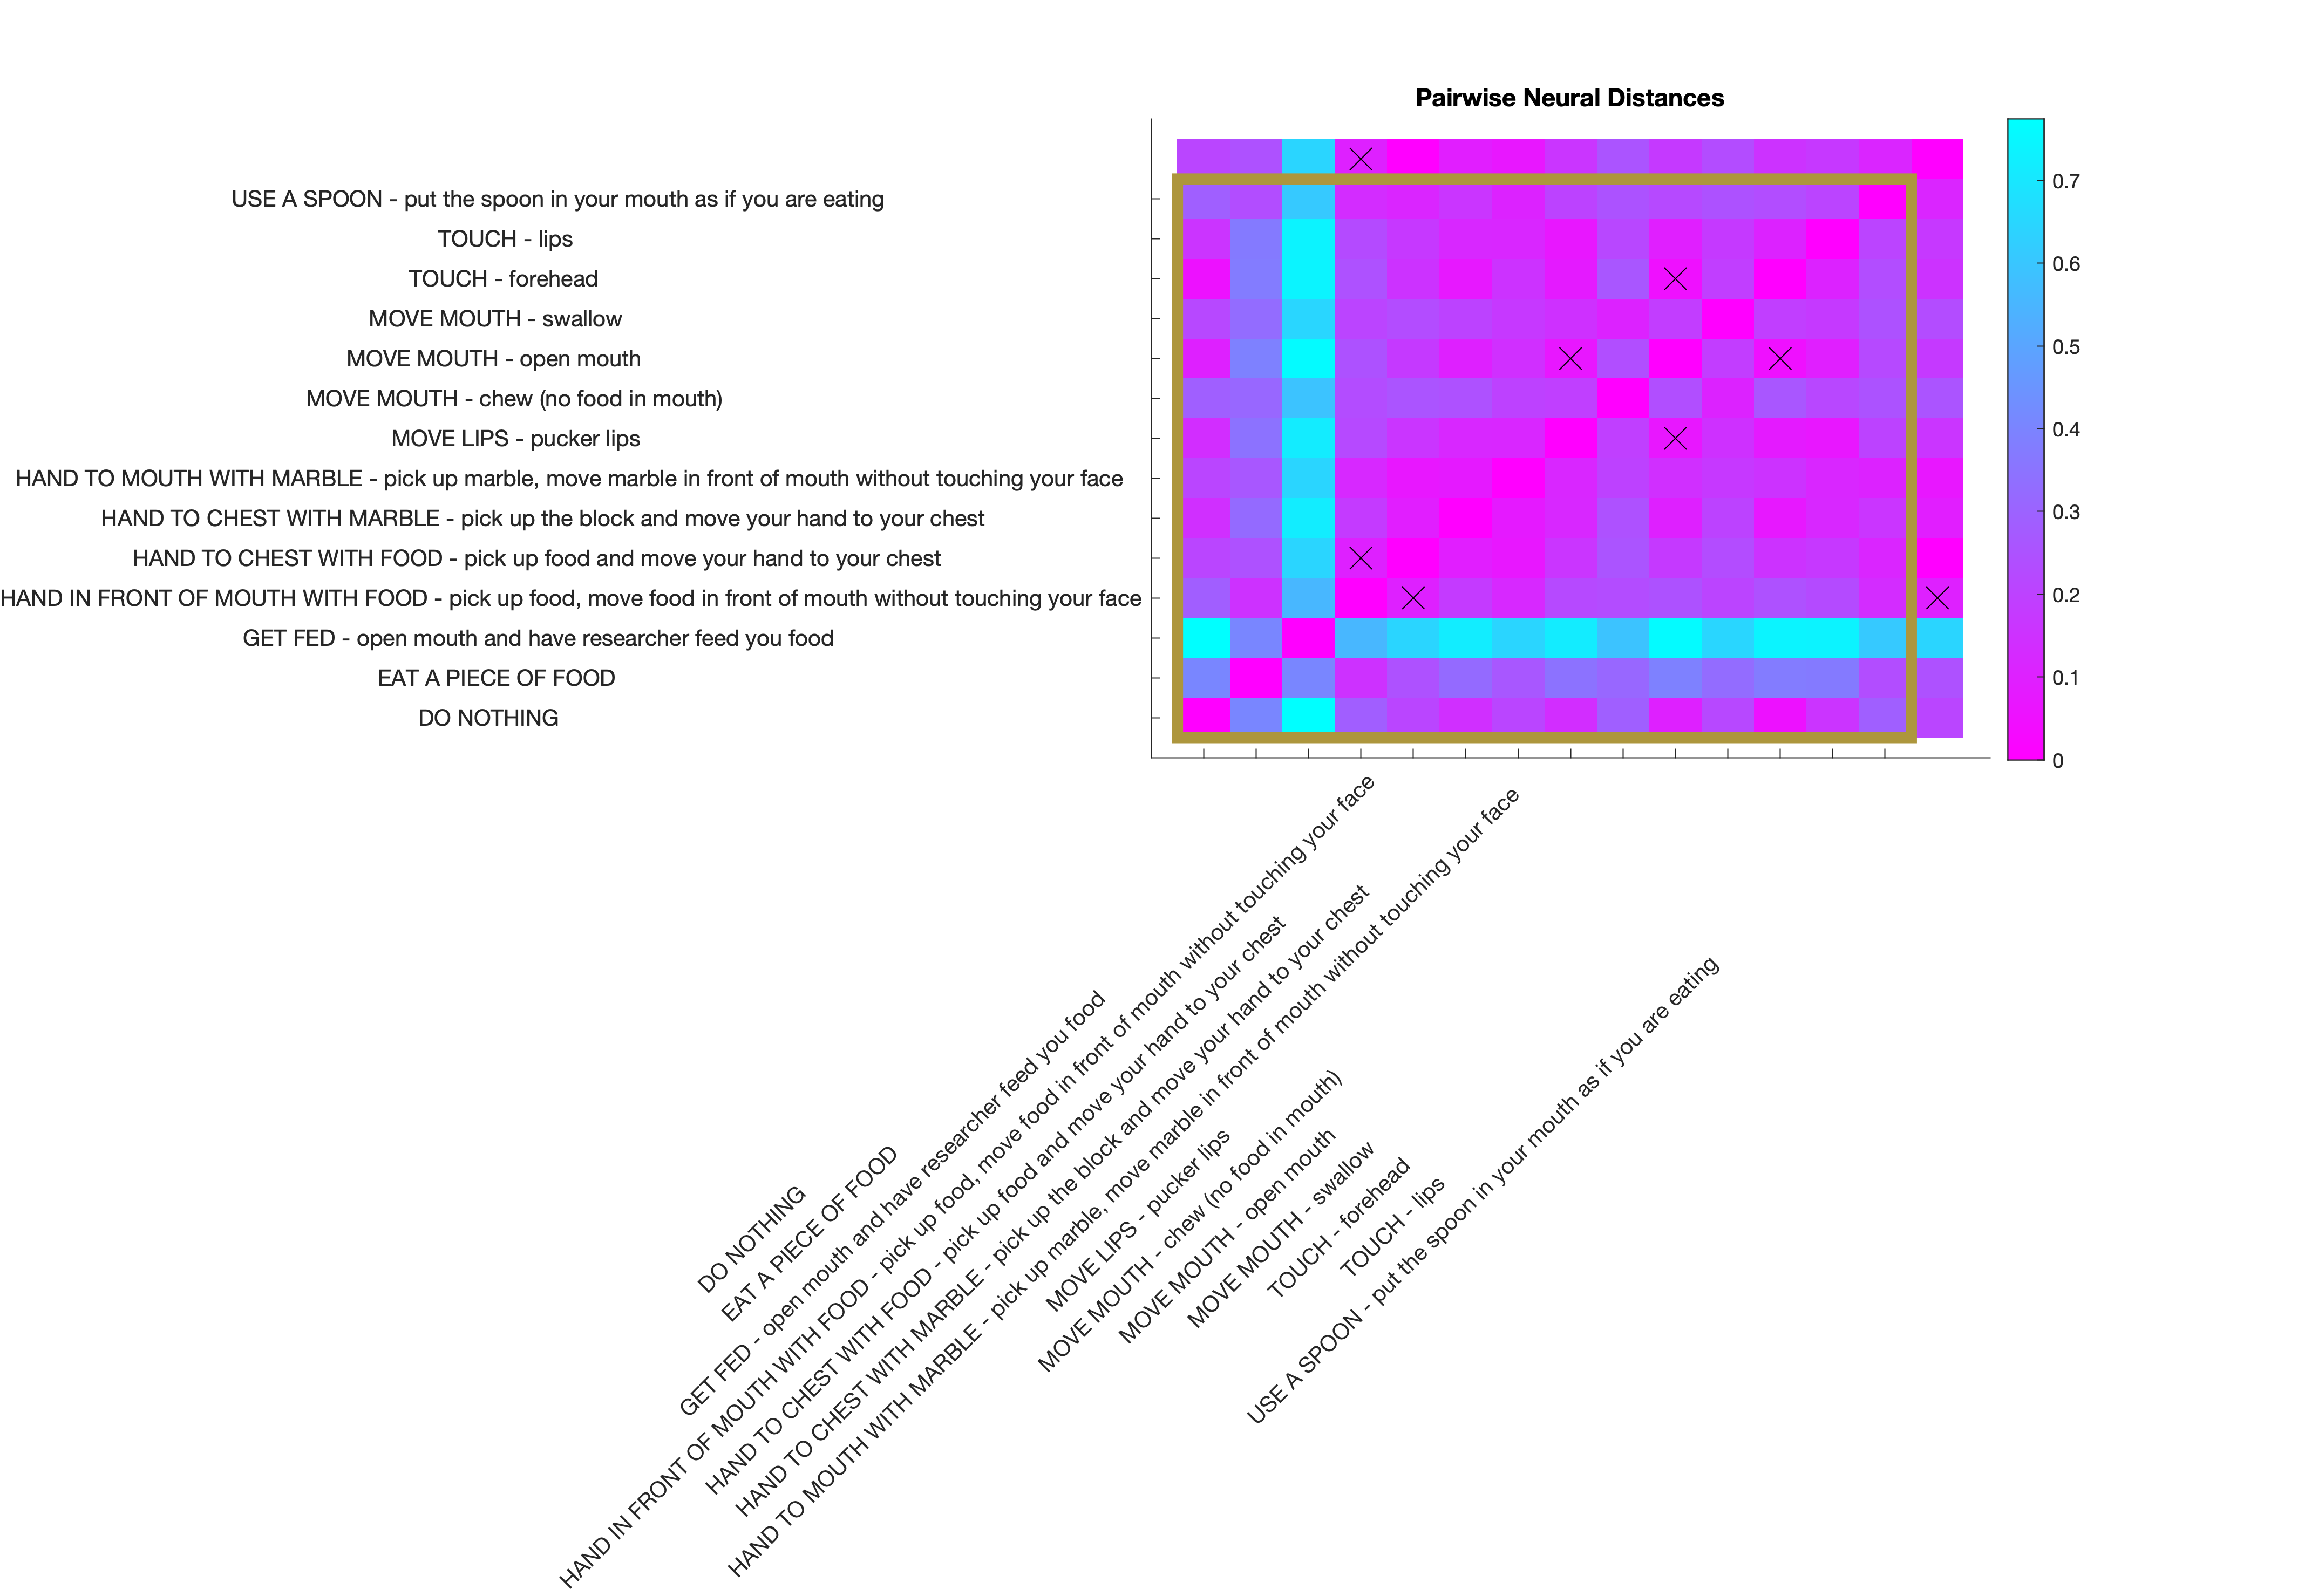 Pairwise Neural Distances
USE A SPOON - put the spoon in your mouth as if you are eating
TOUCH - lips
TOUCH - forehead
MOVE MOUTH - swallow
MOVE MOUTH - open mouth
MOVE MOUTH - chew (no food in mouth)
MOVE LIPS - pucker lips
HAND TO MOUTH WITH MARBLE - pick up marble, move marble in front of mouth without touching your face
HAND TO CHEST WITH MARBLE - pick up the block and move your hand to your chest
HAND TO CHEST WITH FOOD - pick up food and move your hand to your chest
HAND IN FRONT OF MOUTH WITH FOOD - pick up food, move food in front of mouth without touching your face
GET FED - open mouth and have researcher feed you food
EAT A PIECE OF FOOD
DO NOTHING
0.7
0.6
0.5
0.4
0.3
0.2
0.1
0
DO NOTHING
EAT A PIECE OF FOOD
GET FED - open mouth and have researcher feed you food
HAND IN FRONT OF MOUTH WITH FOOD - pick up food, move food in front of mouth without touching your face
HAND TO CHEST WITH FOOD - pick up food and move your hand to your chest
HAND TO CHEST WITH MARBLE - pick up the block and move your hand to your chest
HAND TO MOUTH WITH MARBLE - pick up marble, move marble in front of mouth without touching your face
MOVE LIPS - pucker lips
MOVE MOUTH - chew (no food in mouth)
MOVE MOUTH - open mouth
MOVE MOUTH - swallow
TOUCH - forehead
TOUCH - lips
USE A SPOON - put the spoon in your mouth as if you are eating